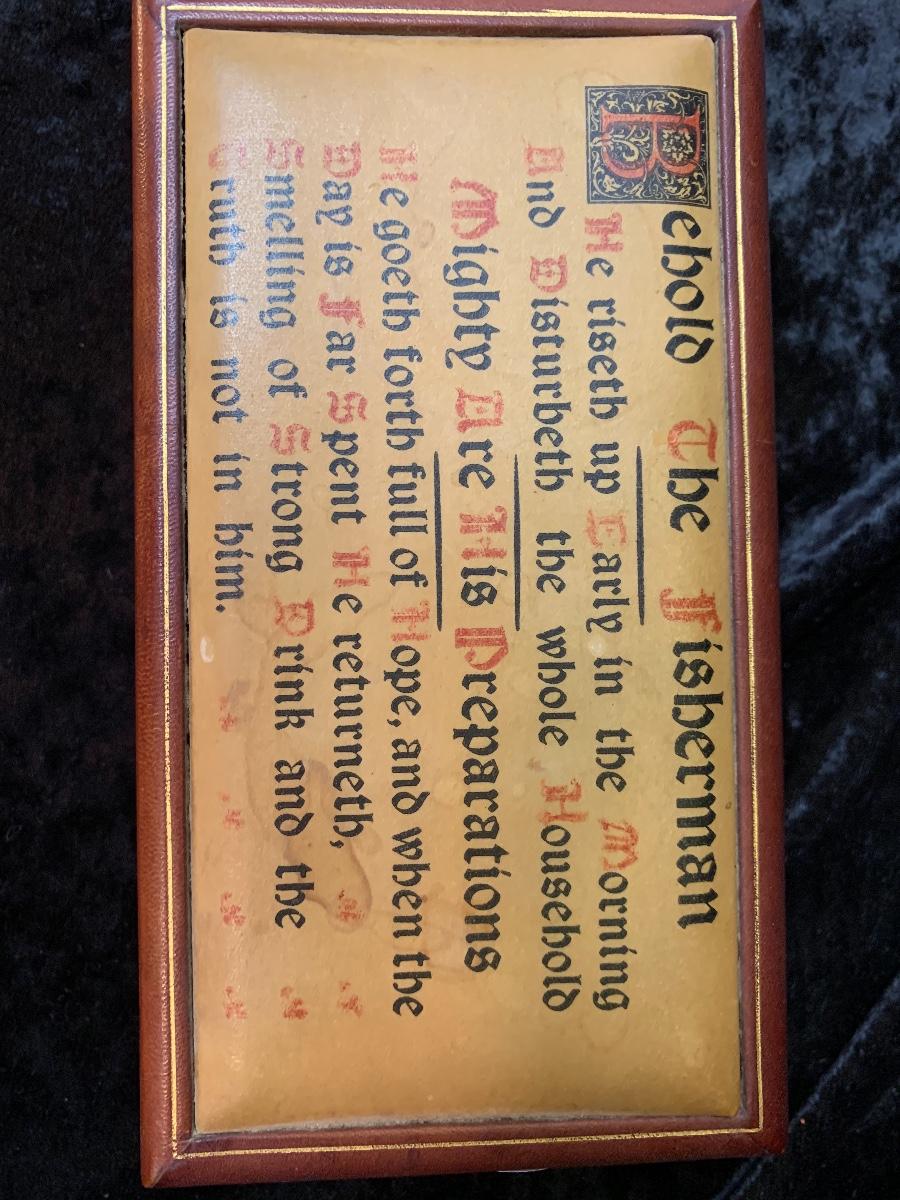 Behold The Fisherman
He riseth up Early in the Morning
And Disturbeth the whole Household
Mighty Are His Preparations
He goeth forth full of Hope, and when the
Day is Far Spent He returneth,
Smelling of Strong Drink and the
Truth is not in him.